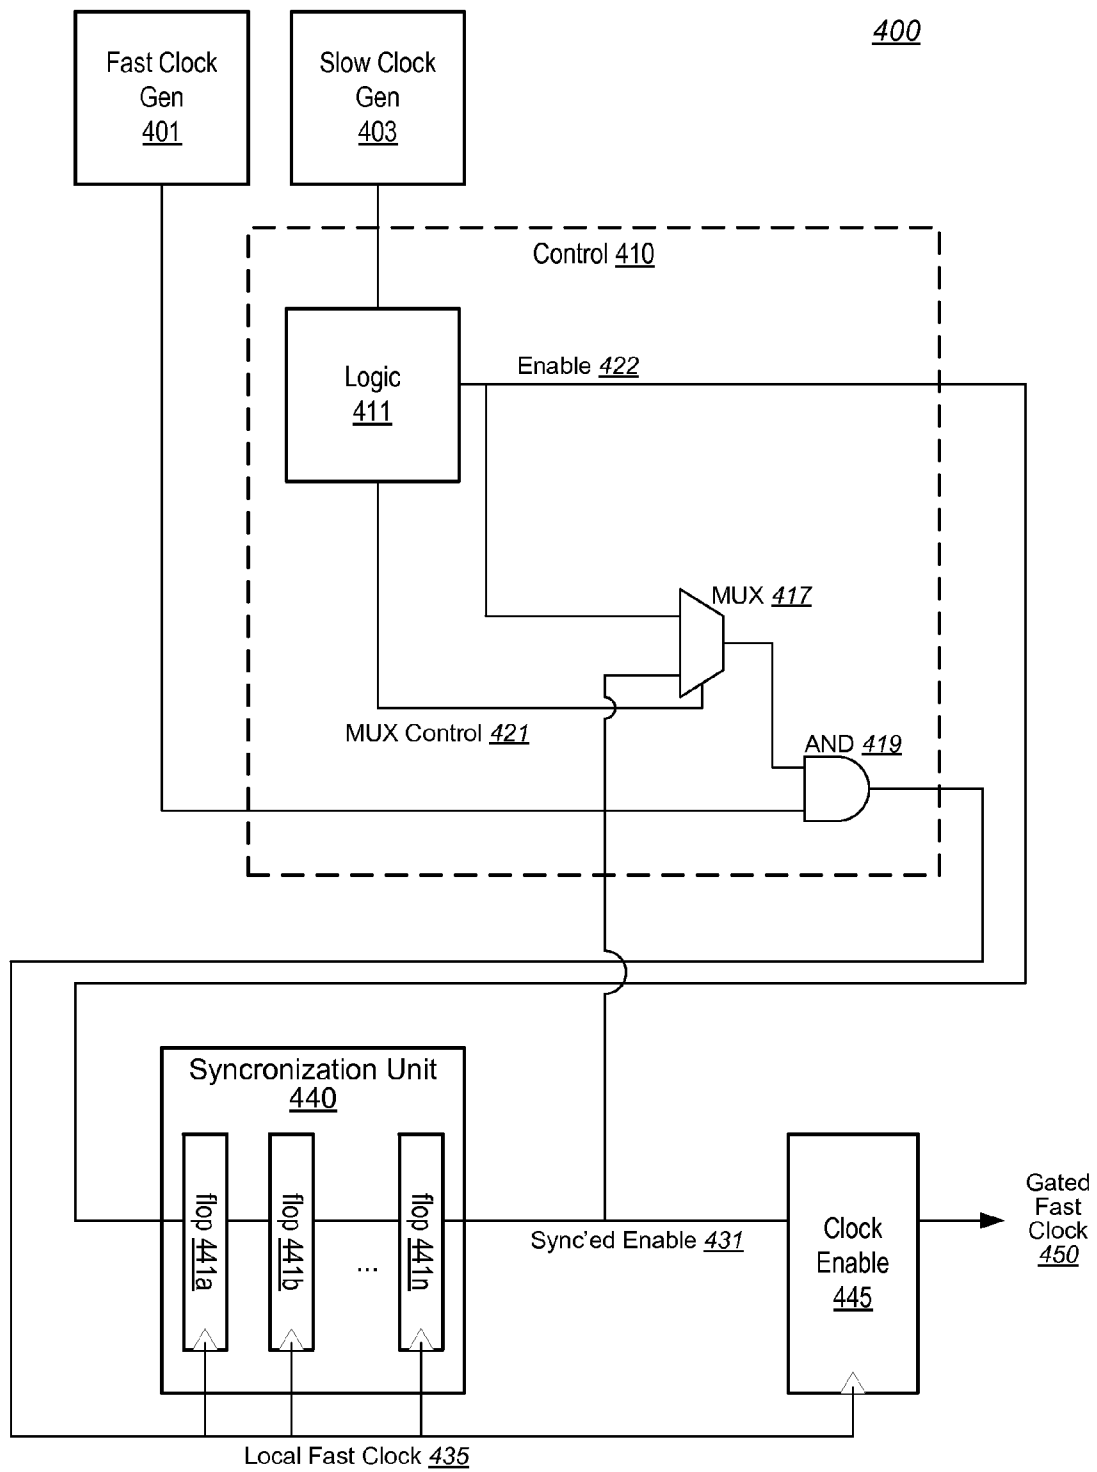 400
Fast Clock
Gen
401
Slow Clock
Gen
403
Control 410
Logic
411
Enable 422
MUX 417
MUX Control 421
AND 419
Syncronization Unit
440
flop 441a
flop 441b
...
flop 441n
Sync'ed Enable 431
Clock
Enable
445
Gated
Fast
Clock
450
Local Fast Clock 435